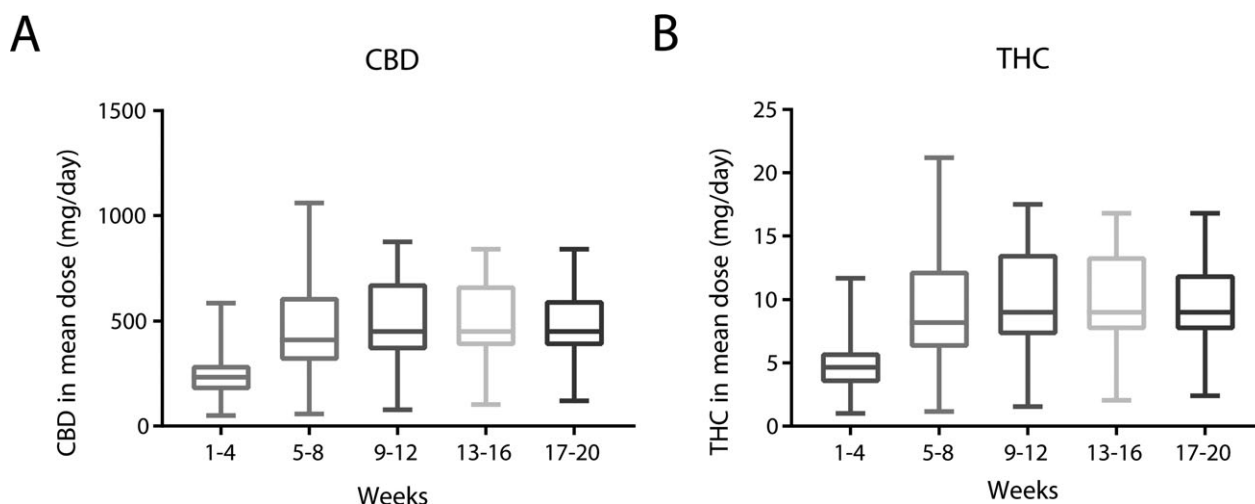 A
CBD
CBD in mean dose (mg/day)
1500
1000
500
0
1-4 5-8 9-12 13-16 17-20
Weeks
B
THC
THC in mean dose (mg/day)
25
20
15
10
5
0
1-4 5-8 9-12 13-16 17-20
Weeks